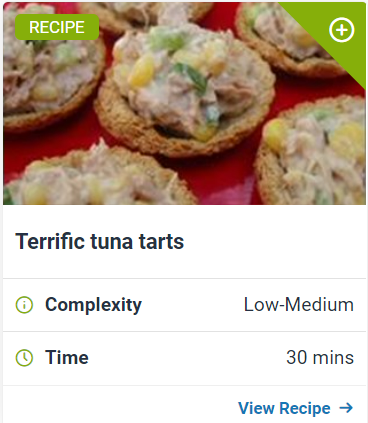 RECIPE
Terrific tuna tarts
Complexity Low-Medium
Time 30 mins
View Recipe →